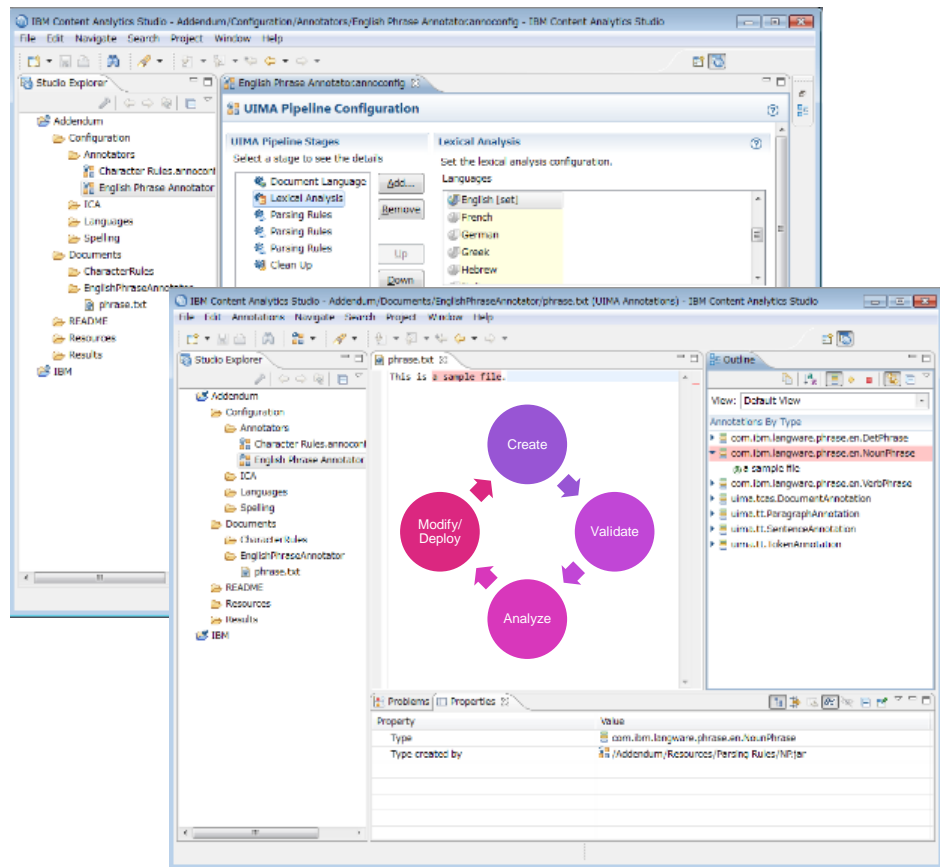 IBM Content Analytics Studio - Addendum/Configuration/Annotators/English Phrase Annotator.annoconfig - IBM Content Analytics Studio
File Edit Navigate Search Project Window Help
Studio Explorer
English Phrase Annotator.annoconfig
UIMA Pipeline Configuration
Addendum
Configuration
Annotators
Character Rules.annoconf
English Phrase Annotator
ICA
Languages
Spelling
Documents
CharacterRules
EnglishPhraseAnnotator
phrase.txt
README
Resources
Results
IBM
UIMA Pipeline Stages
Select a stage to see the details
Document Language
Lexical Analysis
Parsing Rules
Parsing Rules
Parsing Rules
Clean Up
Add...
Remove
Up
Down
Lexical Analysis
Set the lexical analysis configuration.
Languages
English [set]
French
German
Greek
Hebrew
IBM Content Analytics Studio - Addendum/Documents/EnglishPhraseAnnotator/phrase.txt (UIMA Annotations) - IBM Content Analytics Studio
File Edit Annotations Navigate Search Project Window Help
Studio Explorer
Addendum
Configuration
Annotators
Character Rules.annoconf
English Phrase Annotator
ICA
Languages
Spelling
Documents
CharacterRules
EnglishPhraseAnnotator
phrase.txt
README
Resources
Results
IBM
phrase.txt
This is a sample file.
Create
Validate
Analyze
Modify/
Deploy
Outline
View: Default View
Annotations By Type
com.ibm.langware.phrase.en.DetPhrase
com.ibm.langware.phrase.en.NounPhrase
a sample file
com.ibm.langware.phrase.en.VerbPhrase
uima.tcas.DocumentAnnotation
uima.tt.ParagraphAnnotation
uima.tt.SentenceAnnotation
uima.tt.TokenAnnotation
Problems Properties
Property Value
Type com.ibm.langware.phrase.en.NounPhrase
Type created by /Addendum/Resources/Parsing Rules/NP.jar